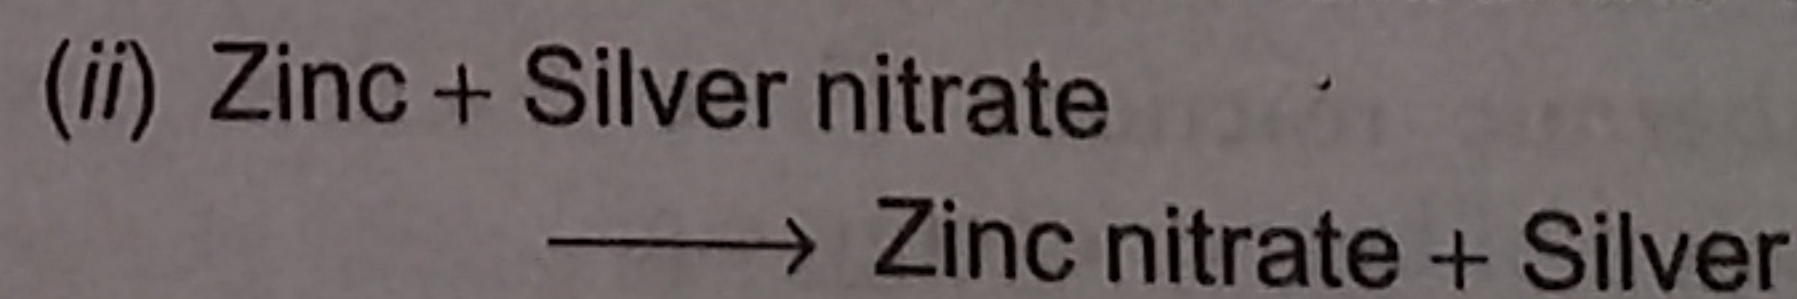 (ii) Zinc + Silver nitrate
⟶ Zinc nitrate + Silver